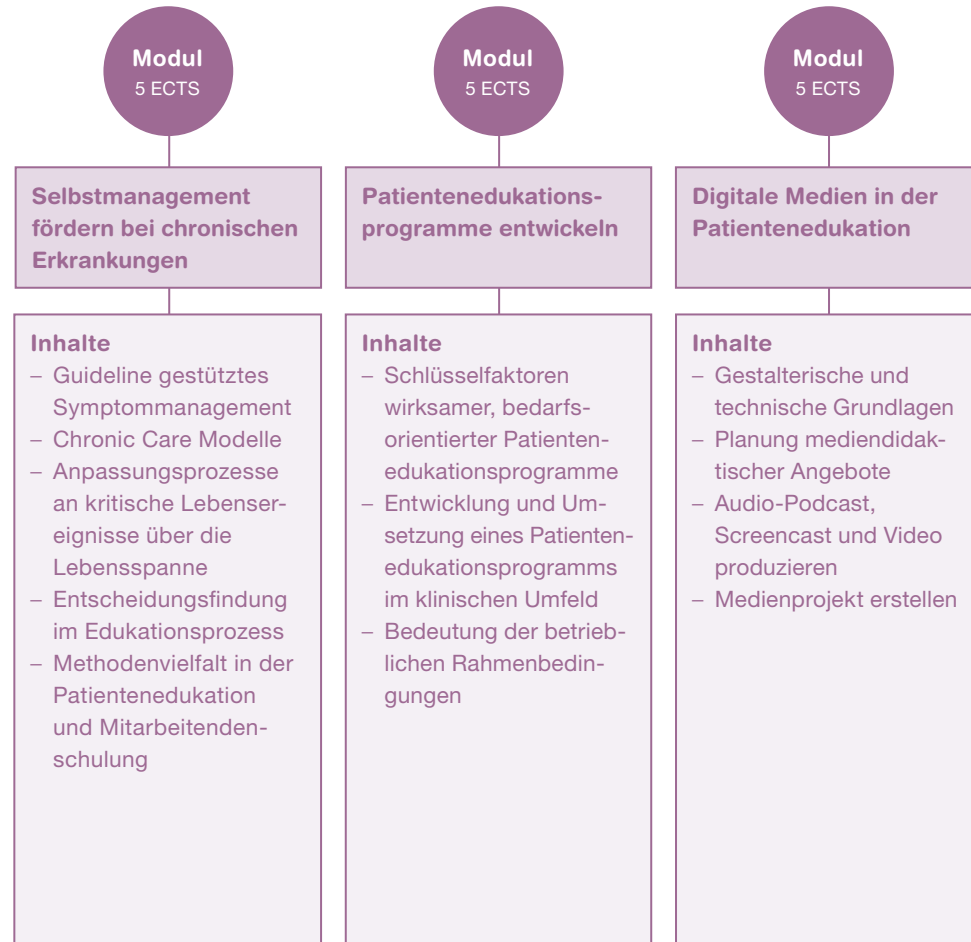 Modul
5 ECTS
Selbstmanagement
fördern bei chronischen
Erkrankungen
Inhalte
– Guideline gestütztes
Symptommanagement
– Chronic Care Modelle
– Anpassungsprozesse
an kritische Lebenser-
eignisse über die
Lebensspanne
– Entscheidungsfindung
im Edukationsprozess
– Methodenvielfalt in der
Patientenedukation
und Mitarbeitenden-
schulung
Modul
5 ECTS
Patientenedukations-
programme entwickeln
Inhalte
– Schlüsselfaktoren
wirksamer, bedarfs-
orientierter Patienten-
edukationsprogramme
– Entwicklung und Um-
setzung eines Patienten-
edukationsprogramms
im klinischen Umfeld
– Bedeutung der betrieb-
lichen Rahmenbedin-
gungen
Modul
5 ECTS
Digitale Medien in der
Patientenedukation
Inhalte
– Gestalterische und
technische Grundlagen
– Planung mediendidak-
tischer Angebote
– Audio-Podcast,
Screencast und Video
produzieren
– Medienprojekt erstellen